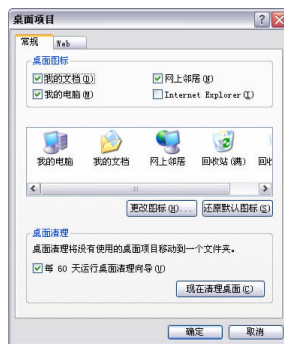 桌面项目
常规
Web
桌面图标
我的文档(D)
网上邻居(N)
我的电脑(M)
Internet Explorer(I)
我的电脑
我的文档
网上邻居
回收站(满)
更改图标(H)...
还原默认图标(S)
桌面清理
桌面清理将没有使用的桌面项目移动到一个文件夹。
每 60 天运行桌面清理向导(U)
现在清理桌面(C)
确定
取消